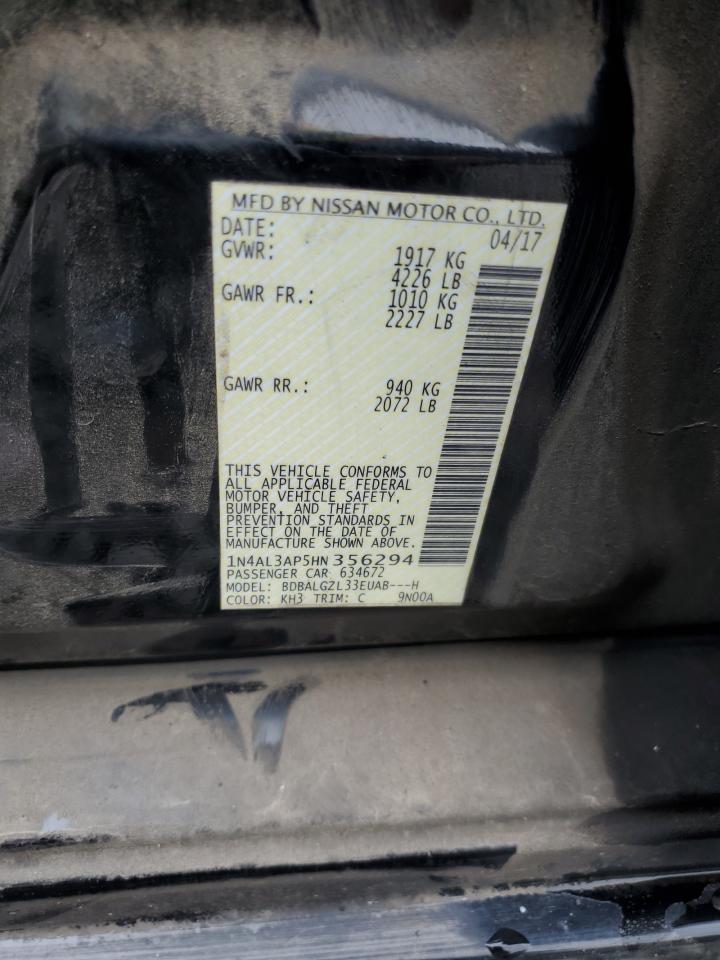 MFD BY NISSAN MOTOR CO., LTD.
DATE: 04/17
GVWR: 1917 KG
4226 LB
GAWR FR.: 1010 KG
2227 LB
GAWR RR.: 940 KG
2072 LB
THIS VEHICLE CONFORMS TO
ALL APPLICABLE FEDERAL
MOTOR VEHICLE SAFETY,
BUMPER, AND THEFT
PREVENTION STANDARDS IN
EFFECT ON THE DATE OF
MANUFACTURE SHOWN ABOVE.
1N4AL3AP5HN356294
PASSENGER CAR 634672
MODEL: BDBALGZL33EUAB---H
COLOR: KH3 TRIM: C 9N00A